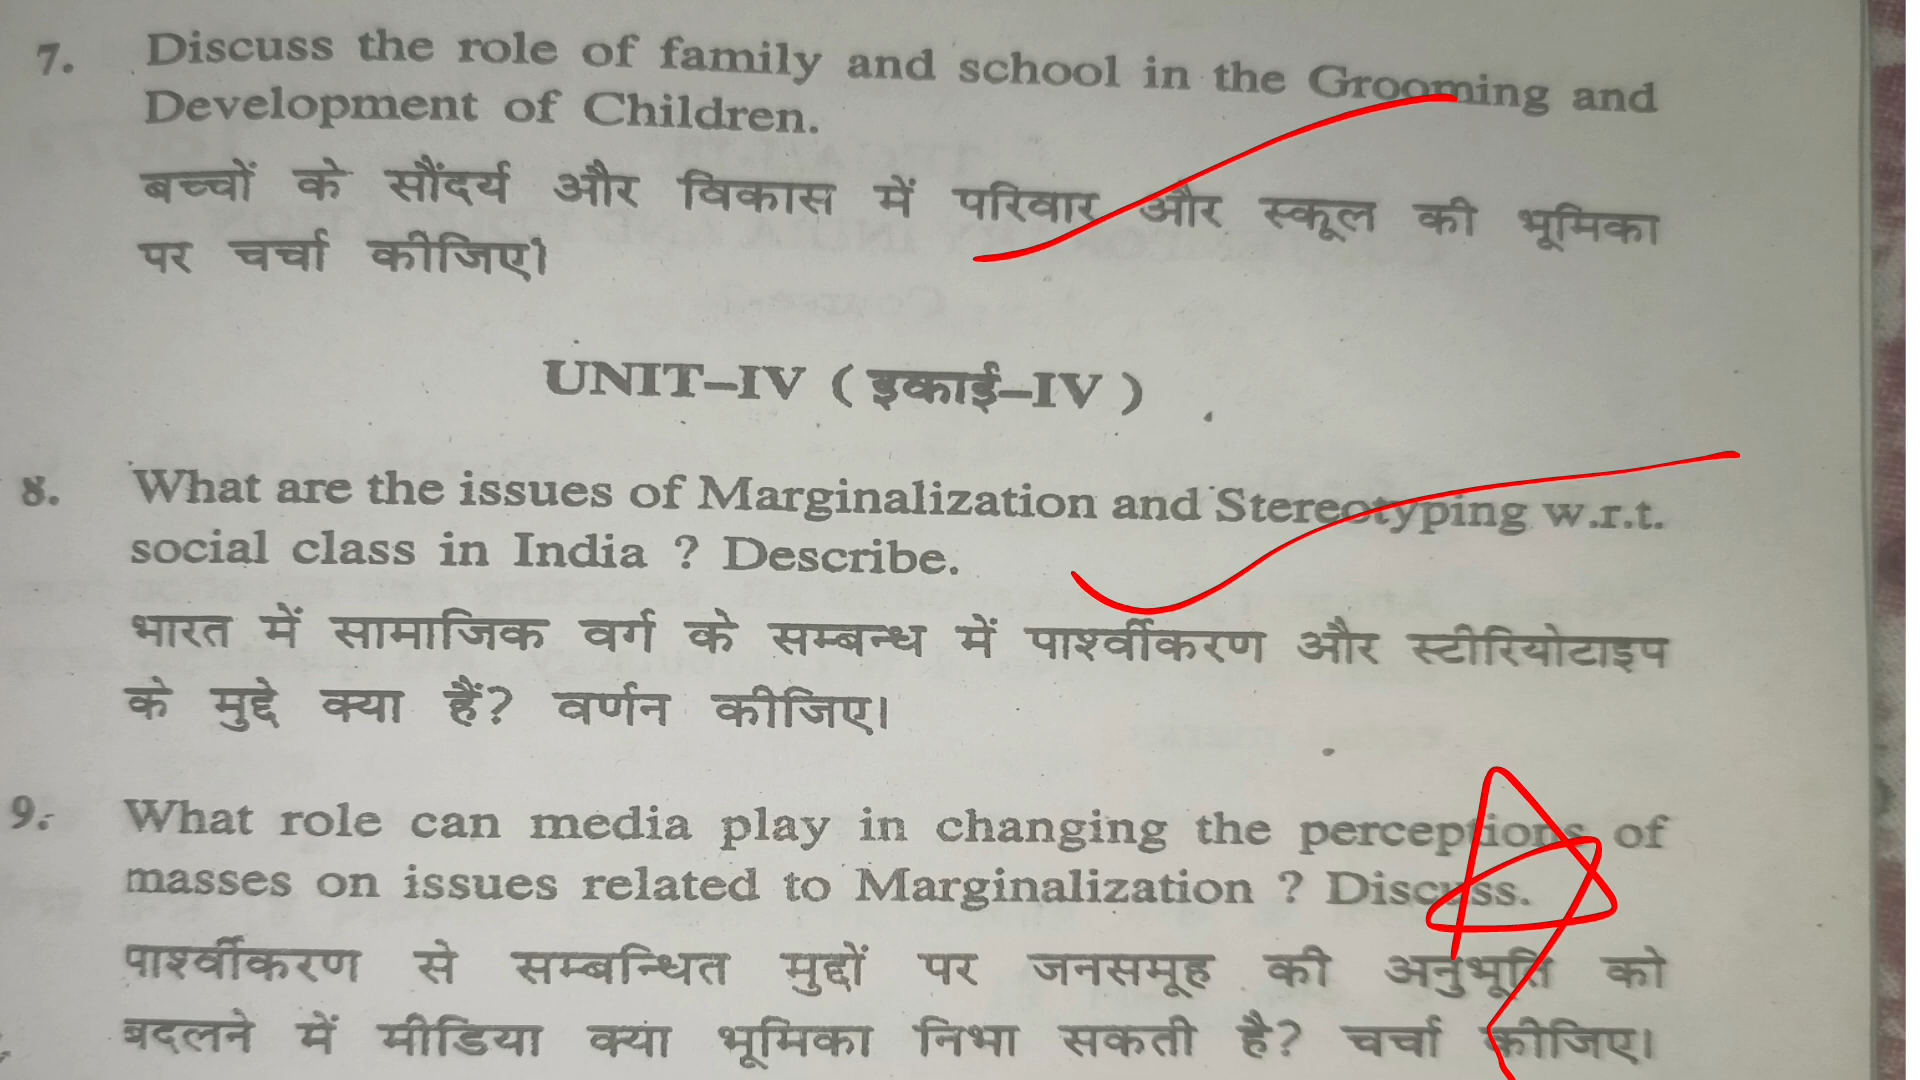 7. Discuss the role of family and school in the Grooming and
Development of Children.
बच्चों के सौंदर्य और विकास में परिवार और स्कूल की भूमिका
पर चर्चा कीजिए।
UNIT–IV ( इकाई–IV )
8. What are the issues of Marginalization and Stereotyping w.r.t.
social class in India ? Describe.
भारत में सामाजिक वर्ग के सम्बन्ध में पार्श्वीकरण और स्टीरियोटाइप
के मुद्दे क्या हैं? वर्णन कीजिए।
9. What role can media play in changing the perceptions of
masses on issues related to Marginalization ? Discuss.
पार्श्वीकरण से सम्बन्धित मुद्दों पर जनसमूह की अनुभूति को
बदलने में मीडिया क्या भूमिका निभा सकती है? चर्चा कीजिए।